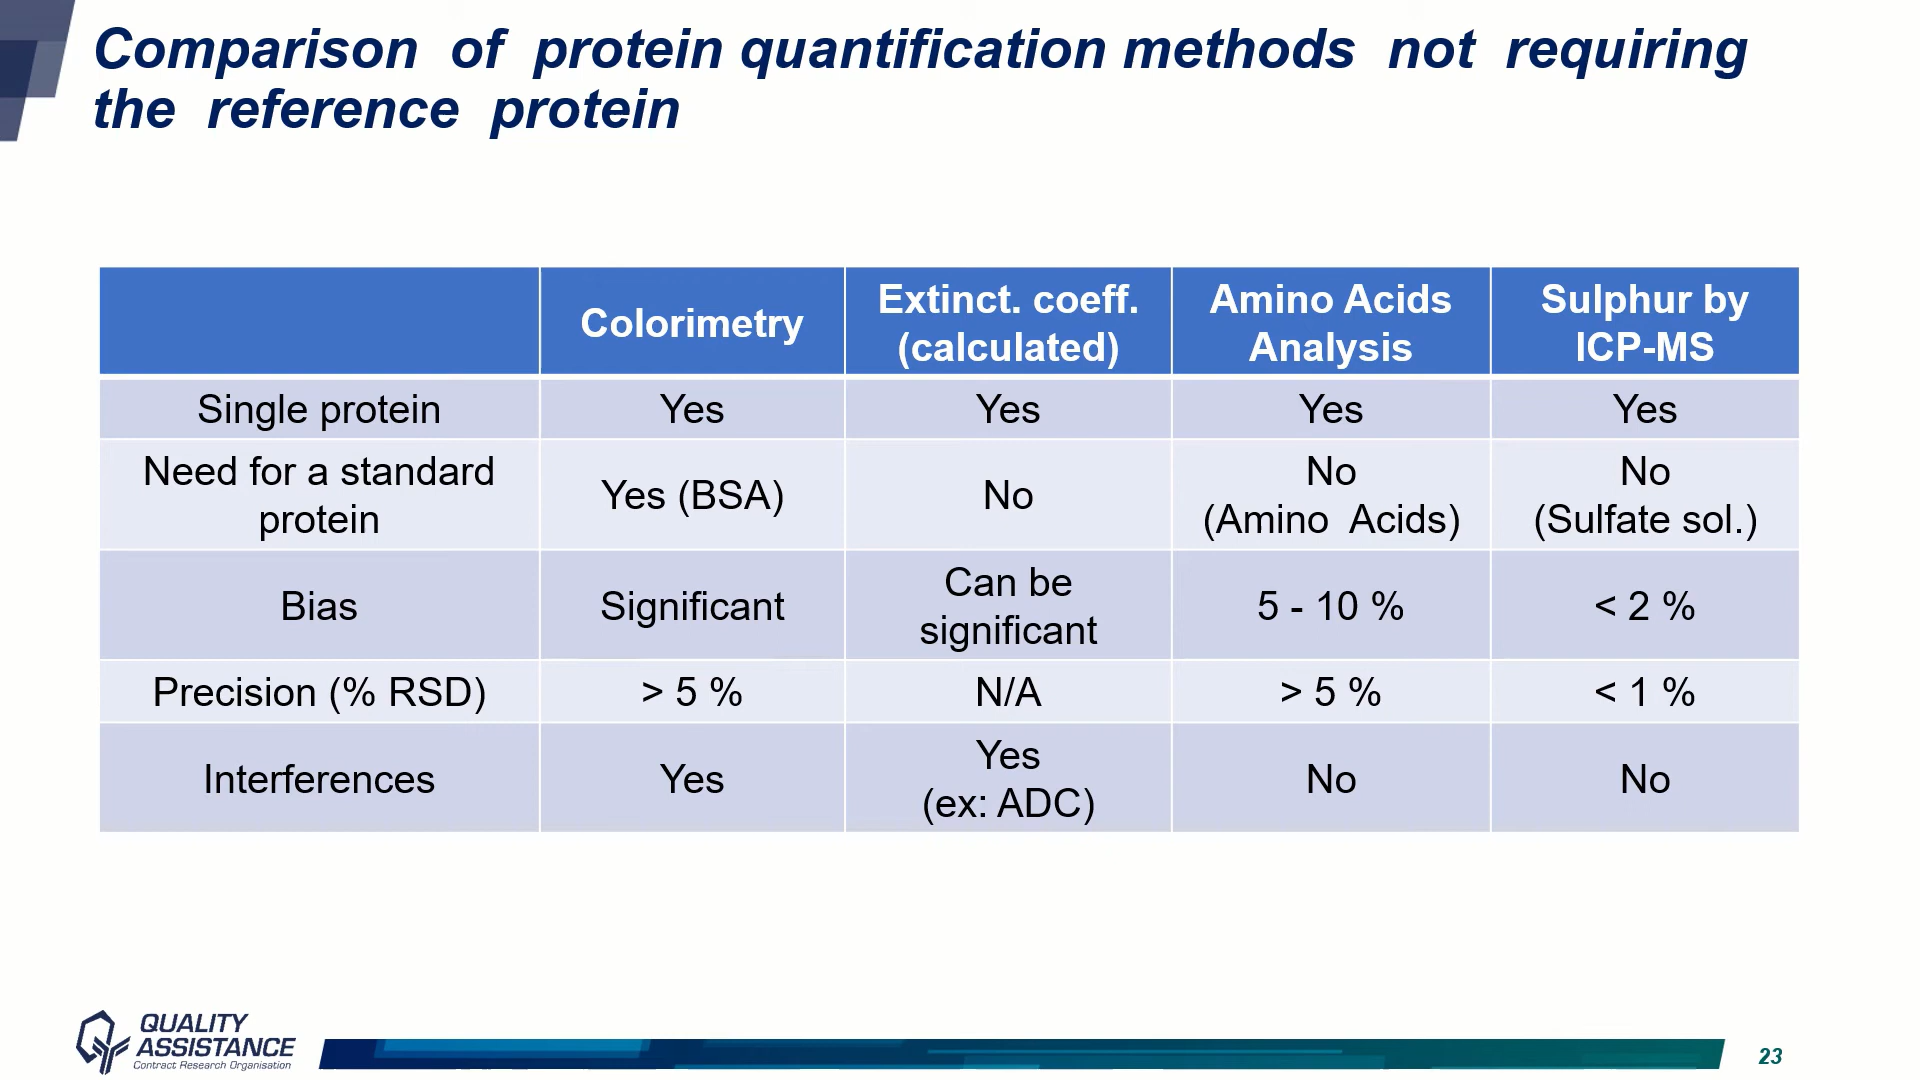 Comparison of protein quantification methods not requiring
the reference protein
Colorimetry
Extinct. coeff.
(calculated)
Amino Acids
Analysis
Sulphur by
ICP-MS
Single protein
Yes
Yes
Yes
Yes
Need for a standard
protein
Yes (BSA)
No
No
(Amino Acids)
No
(Sulfate sol.)
Bias
Significant
Can be
significant
5 - 10 %
< 2 %
Precision (% RSD)
> 5 %
N/A
> 5 %
< 1 %
Interferences
Yes
Yes
(ex: ADC)
No
No
QUALITY
ASSISTANCE
Contract Research Organisation
23